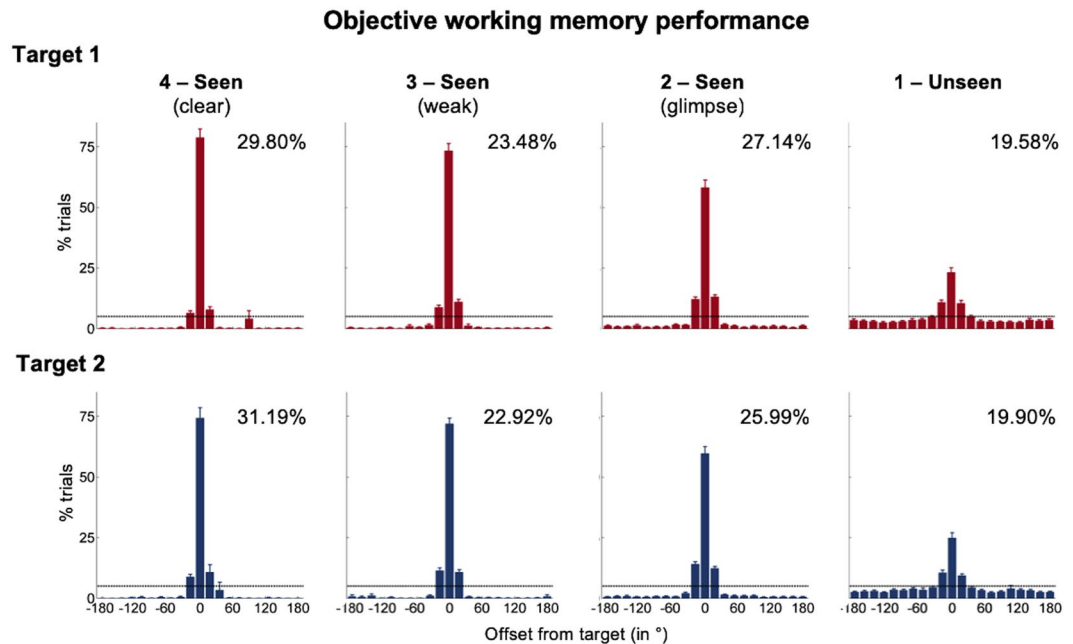 Objective working memory performance
Target 1
4 – Seen
(clear)
3 – Seen
(weak)
2 – Seen
(glimpse)
1 – Unseen
29.80%
23.48%
27.14%
19.58%
75
50
25
0
% trials
Target 2
31.19%
22.92%
25.99%
19.90%
75
50
25
0
% trials
-180 -120 -60 0 60 120 180
-180 -120 -60 0 60 120 180
-180 -120 -60 0 60 120 180
-180 -120 -60 0 60 120 180
Offset from target (in °)